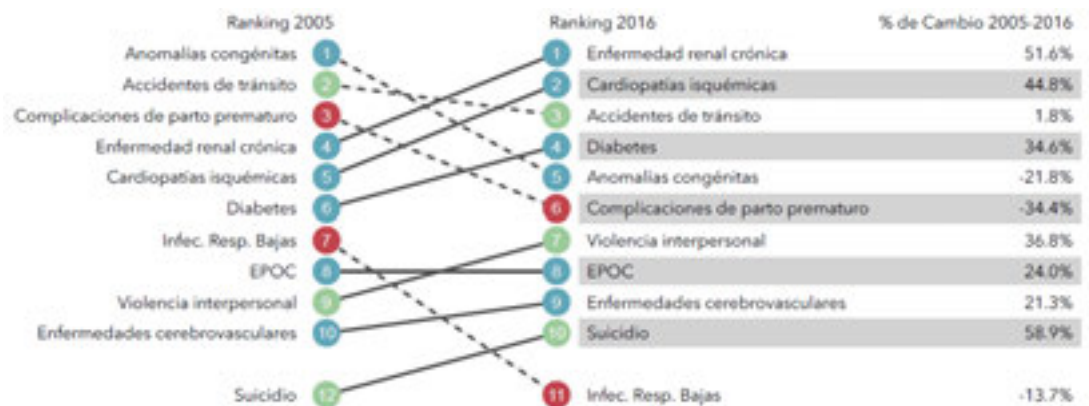 Ranking 2005 Ranking 2016 % de Cambio 2005-2016
Anomalías congénitas 1 1 Enfermedad renal crónica 51.6%
Accidentes de tránsito 2 2 Cardiopatías isquémicas 44.8%
Complicaciones de parto prematuro 3 3 Accidentes de tránsito 1.8%
Enfermedad renal crónica 4 4 Diabetes 34.6%
Cardiopatías isquémicas 5 5 Anomalías congénitas -21.8%
Diabetes 6 6 Complicaciones de parto prematuro -34.4%
Infec. Resp. Bajas 7 7 Violencia interpersonal 36.8%
EPOC 8 8 EPOC 24.0%
Violencia interpersonal 9 9 Enfermedades cerebrovasculares 21.3%
Enfermedades cerebrovasculares 10 10 Suicidio 58.9%
Suicidio 12 11 Infec. Resp. Bajas -13.7%